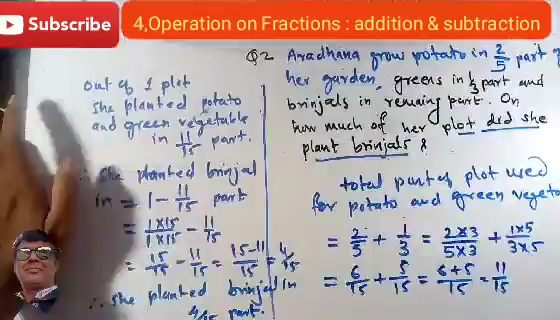 Subscribe
4,Operation on Fractions : addition & subtraction
Q2 Aradhana grow potato in 2/5 part of
her garden, greens in 1/3 part and
brinjals in remaing part. On
how much of her plot did she
plant brinjals ?
total part of plot used
for potato and green vegeta
= 2/5 + 1/3 = 2×3/5×3 + 1×5/3×5
= 6/15 + 5/15 = 6+5/15 = 11/15
out of 1 plot
she planted potato
and green vegetable
in 11/15 part.
∴ she planted brinjal
in = 1 - 11/15 part
= 1×15/1×15 - 11/15
= 15/15 - 11/15 = 15-11/15 = 4/15
∴ she planted brinjal in
4/15 part.